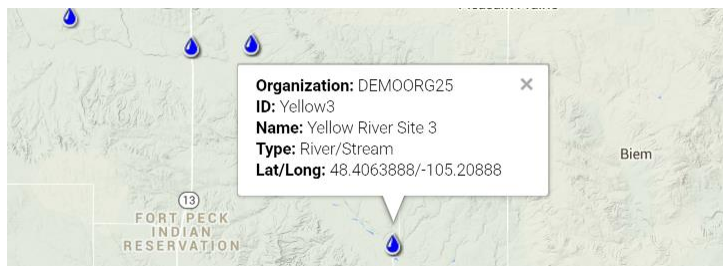 Organization: DEMOORG25
ID: Yellow3
Name: Yellow River Site 3
Type: River/Stream
Lat/Long: 48.4063888/-105.20888
×
Biem
13
FORT PECK
INDIAN
RESERVATION